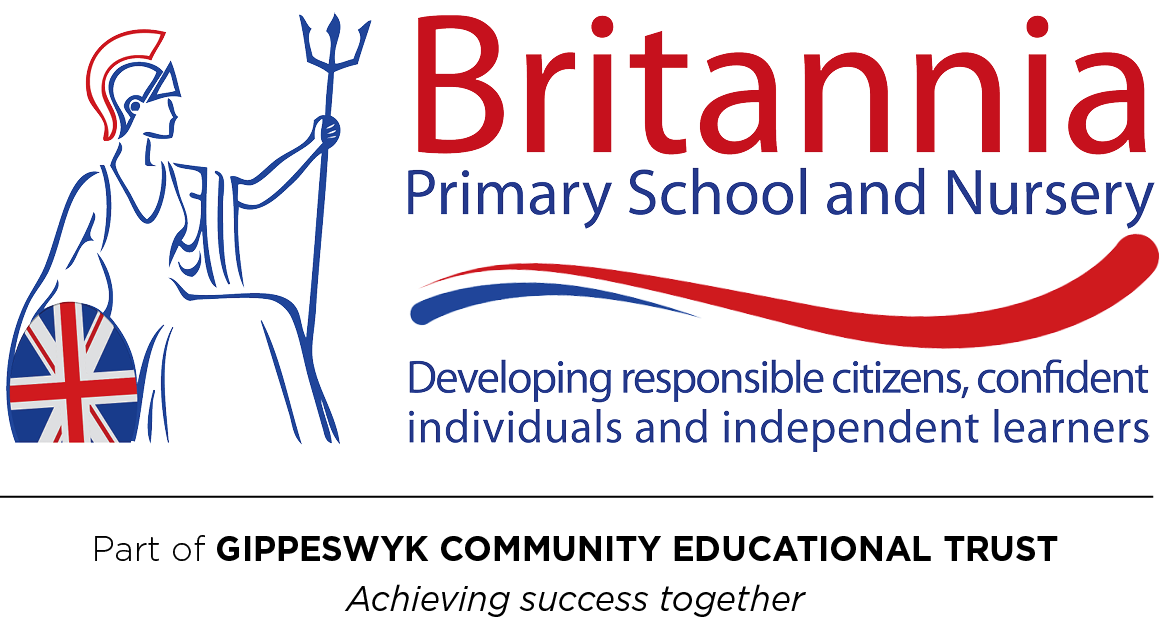 Britannia
Primary School and Nursery
Developing responsible citizens, confident
individuals and independent learners
Part of GIPPESWYK COMMUNITY EDUCATIONAL TRUST
Achieving success together